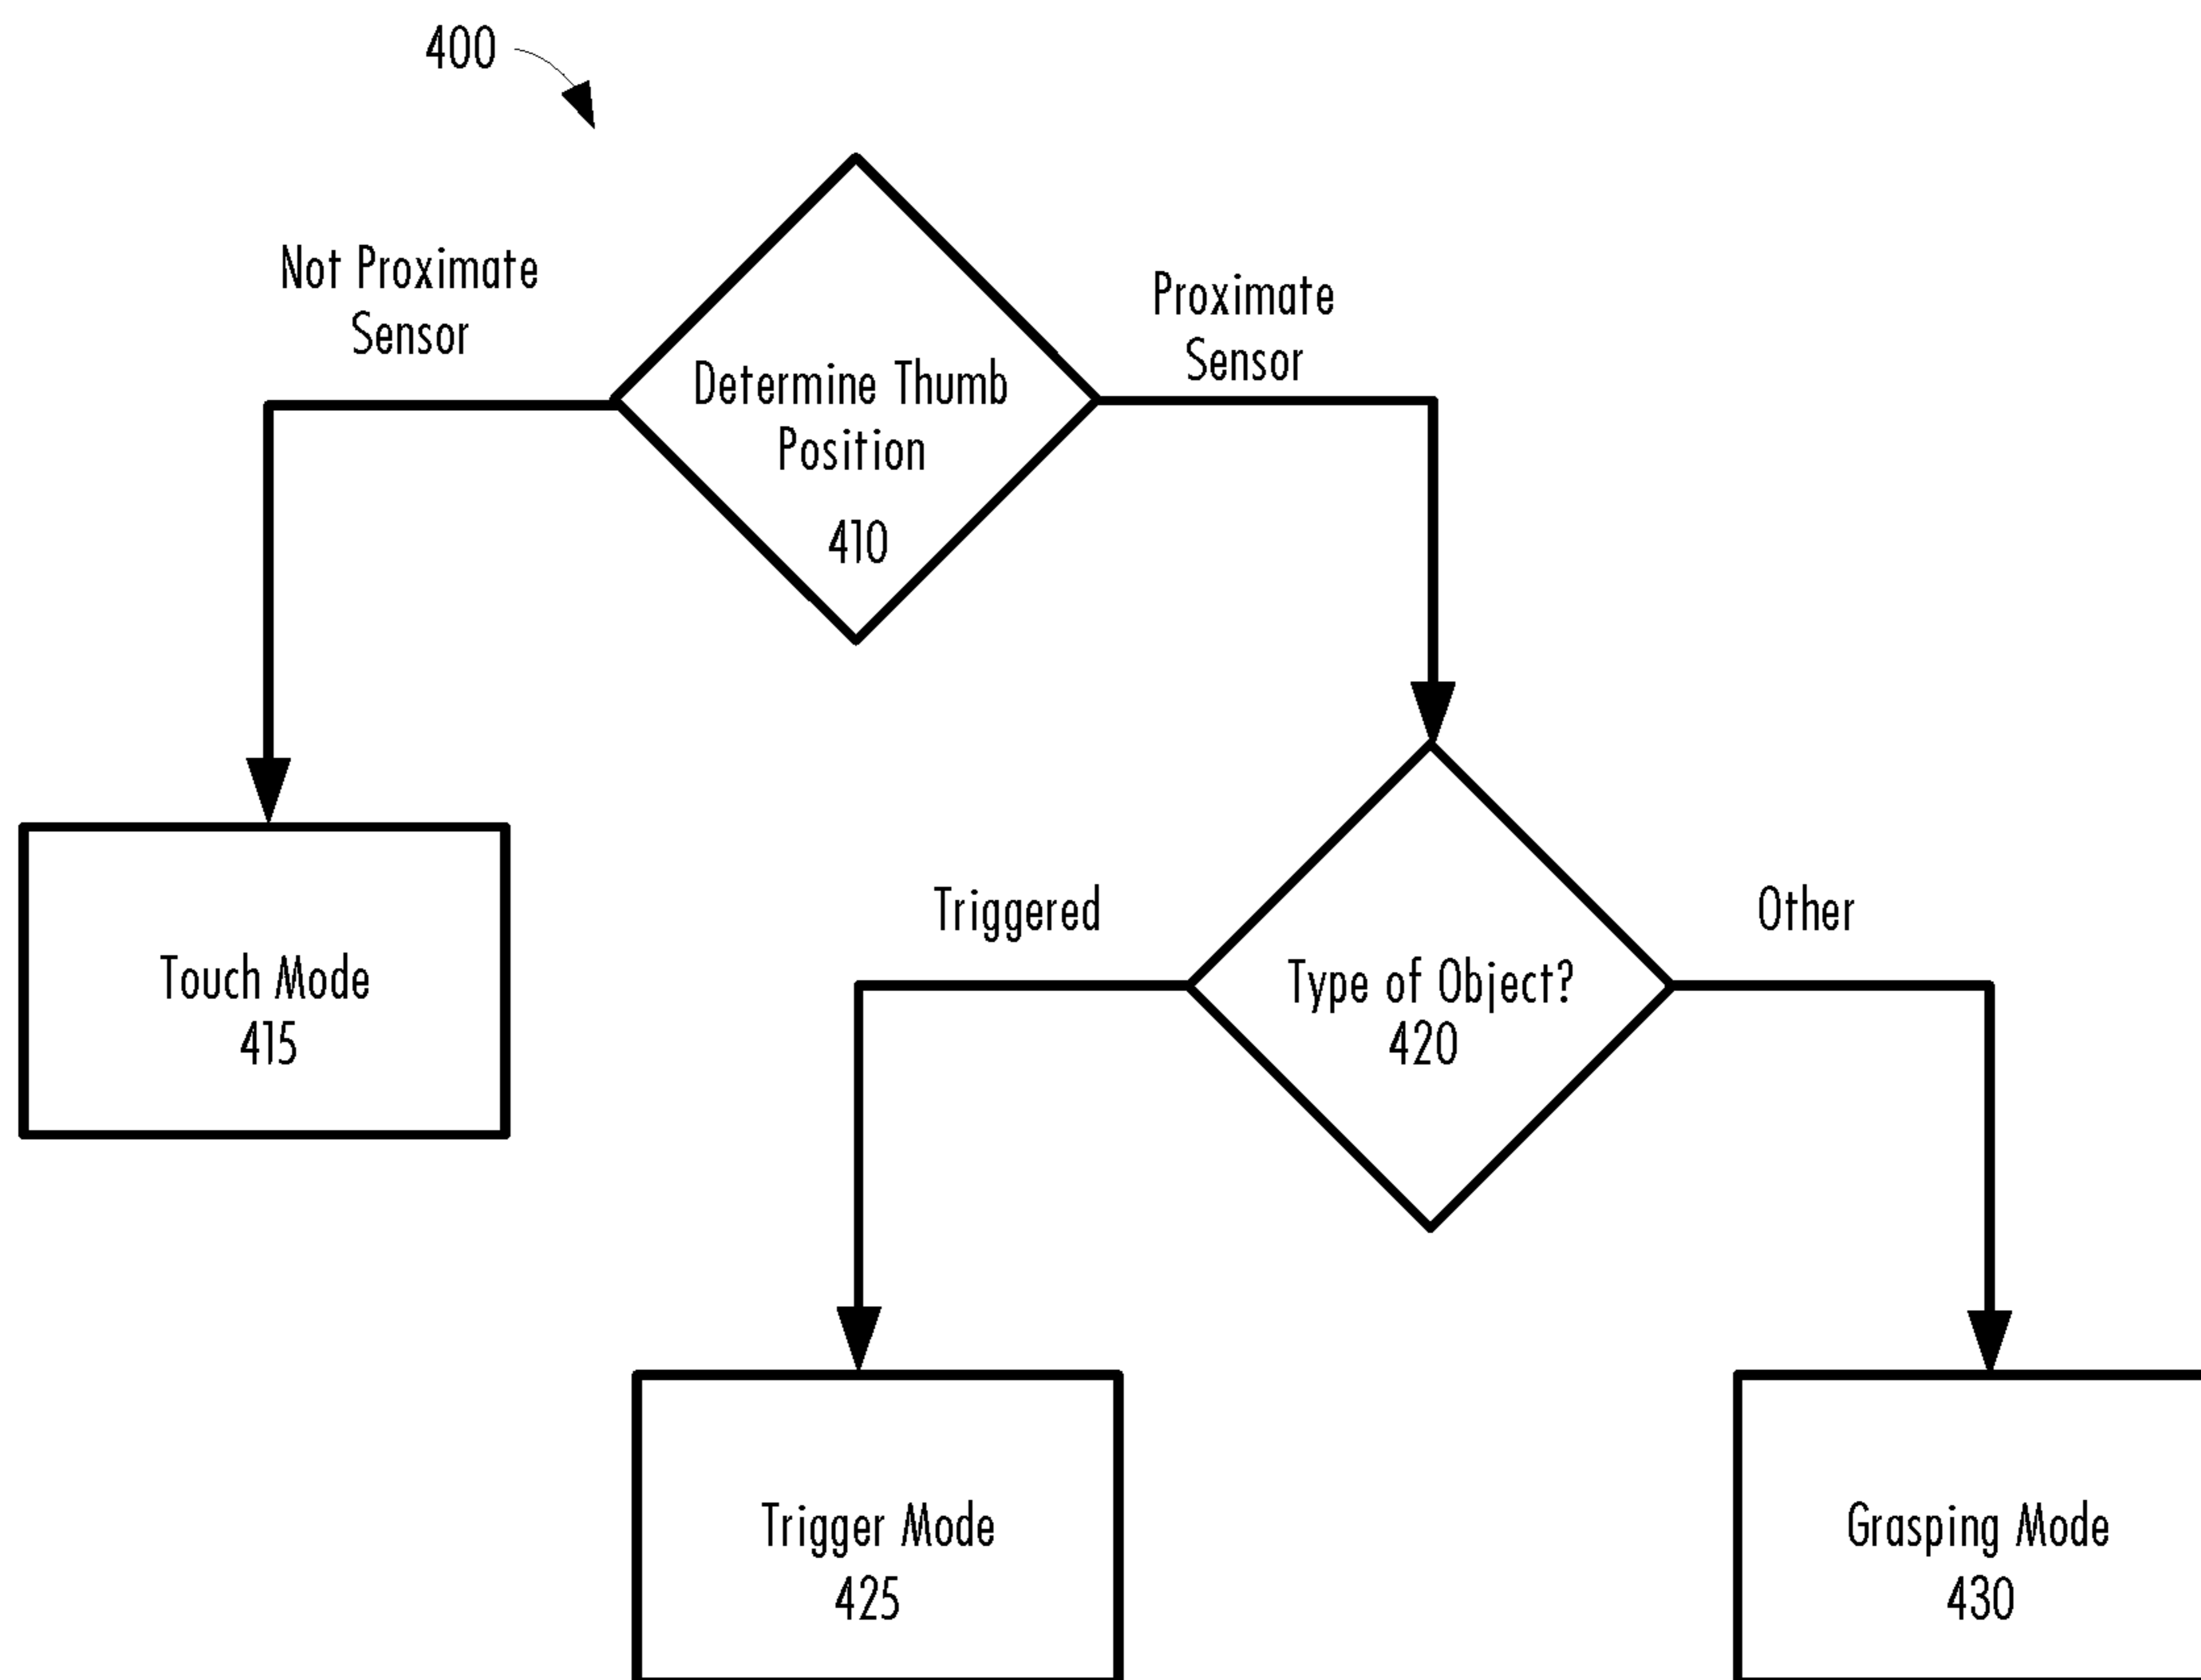 400
Not Proximate
Sensor
Proximate
Sensor
Determine Thumb
Position
410
Triggered
Other
Touch Mode
415
Type of Object?
420
Trigger Mode
425
Grasping Mode
430